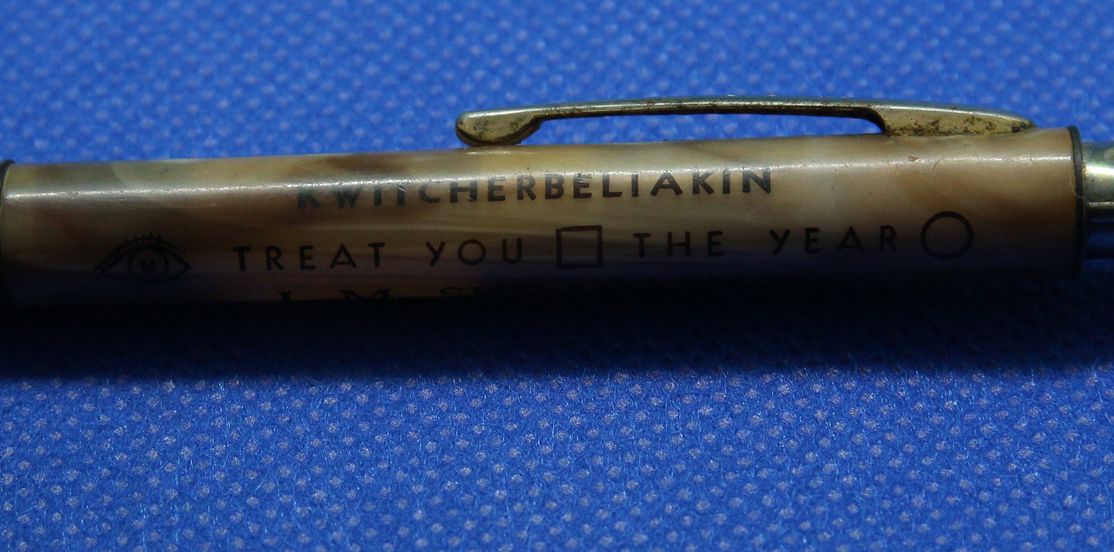 KWITCHERBELIAKIN
TREAT YOU THE YEAR
I. M.